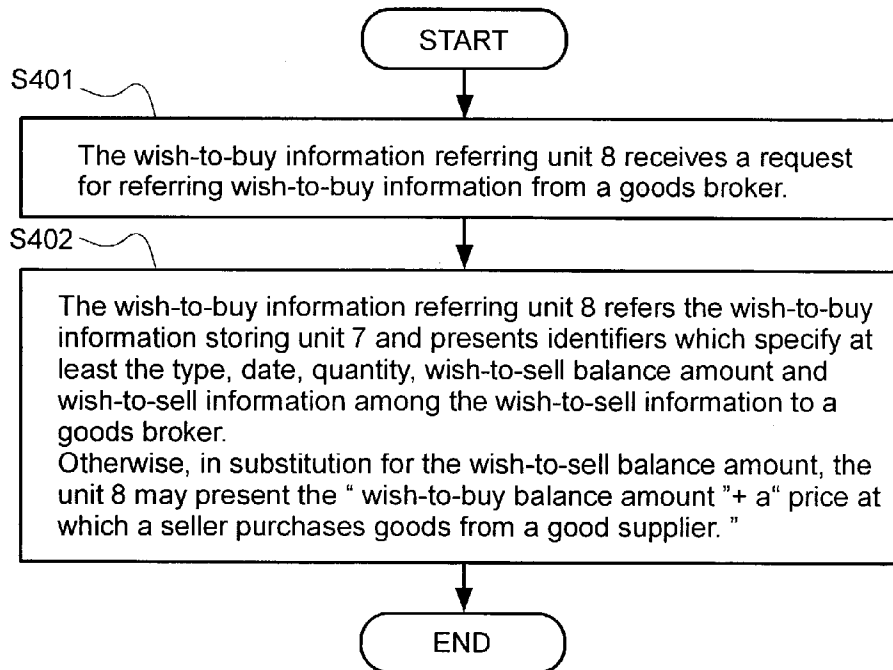 START
S401
The wish-to-buy information referring unit 8 receives a request
for referring wish-to-buy information from a goods broker.
S402
The wish-to-buy information referring unit 8 refers the wish-to-buy
information storing unit 7 and presents identifiers which specify at
least the type, date, quantity, wish-to-sell balance amount and
wish-to-sell information among the wish-to-sell information to a
goods broker.
Otherwise, in substitution for the wish-to-sell balance amount, the
unit 8 may present the “ wish-to-buy balance amount ”+ a“ price at
which a seller purchases goods from a good supplier. ”
END